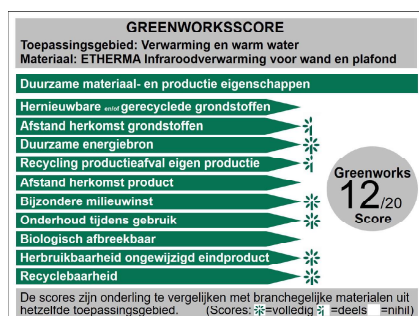 GREENWORKSSCORE
Toepassingsgebied: Verwarming en warm water
Materiaal: ETHERMA Infraroodverwarming voor wand en plafond
Duurzame materiaal- en productie eigenschappen
Hernieuwbare en/of gerecyclede grondstoffen
Afstand herkomst grondstoffen
Duurzame energiebron
Recycling productieafval eigen productie
Afstand herkomst product
Bijzondere milieuwinst
Onderhoud tijdens gebruik
Biologisch afbreekbaar
Herbruikbaarheid ongewijzigd eindproduct
Recyclebaarheid
Greenworks
12/20
Score
De scores zijn onderling te vergelijken met branchegelijke materialen uit
hetzelfde toepassingsgebied. (Scores: =volledig =deels =nihil)